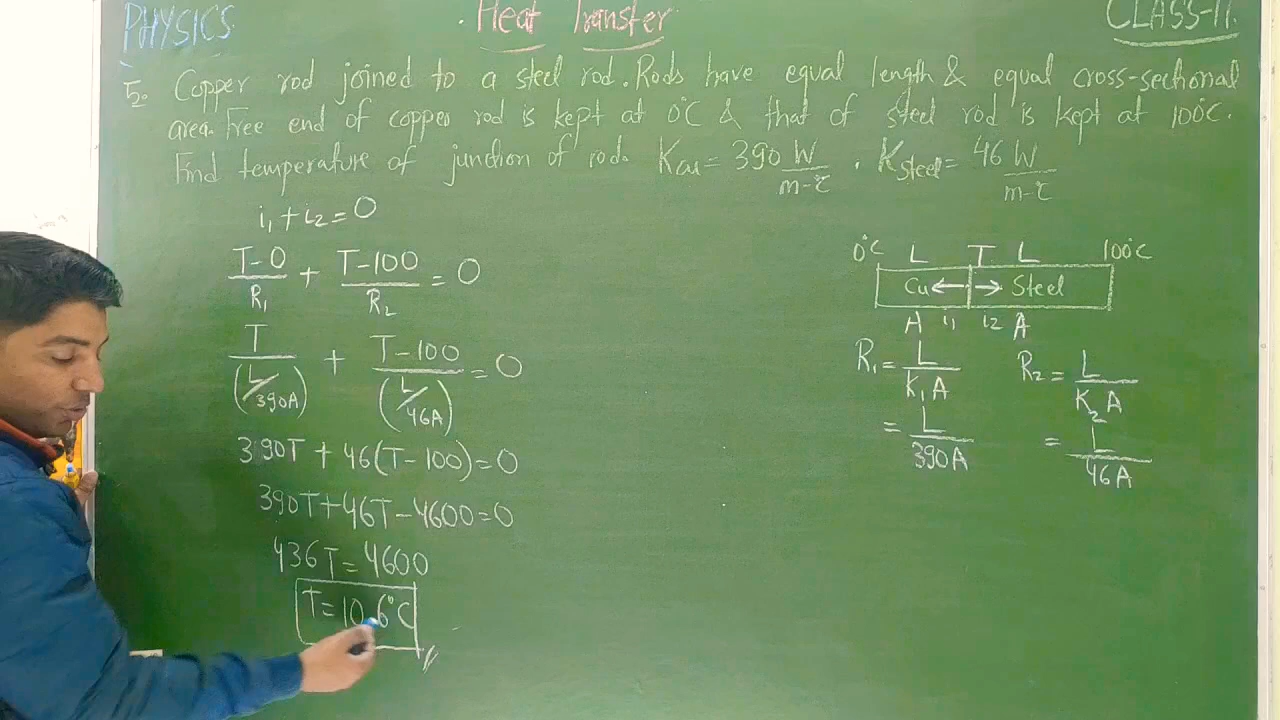 PHYSICS Heat Transfer CLASS-11.
5. Copper rod joined to a steel rod. Rods have equal length & equal cross-sectional
area. Free end of copper rod is kept at 0°C & that of steel rod is kept at 100°C.
Find temperature of junction of rod. Kcu = 390 W/m-°C . Ksteel = 46 W/m-°C
i₁ + i₂ = 0
T-0/R₁ + T-100/R₂ = 0
T/(L/390A) + T-100/(L/46A) = 0
390T + 46(T-100) = 0
390T + 46T - 4600 = 0
436T = 4600
T = 10.6°C
0°C L T L 100°C
Cu ← → Steel
A i₁ i₂ A
R₁ = L/K₁A R₂ = L/K₂A
= L/390A = L/46A